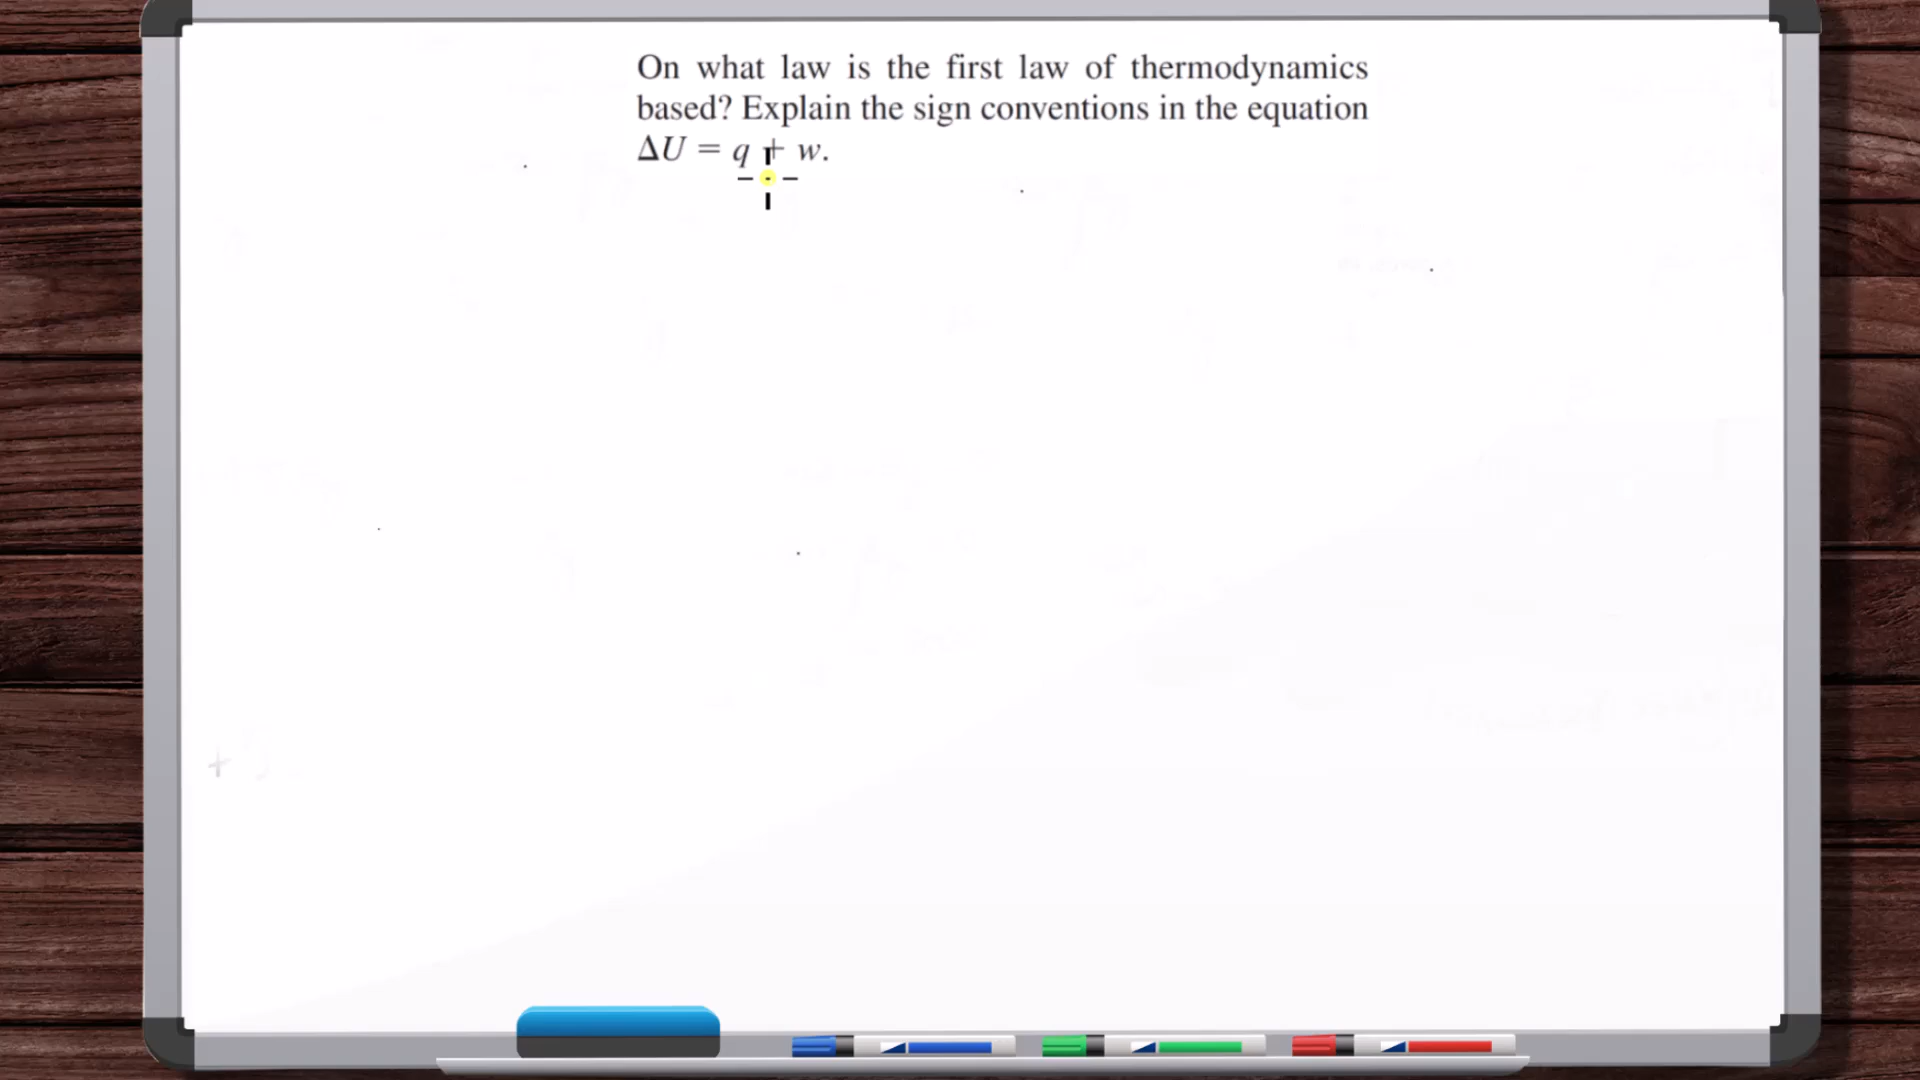 On what law is the first law of thermodynamics
based? Explain the sign conventions in the equation
ΔU = q + w.